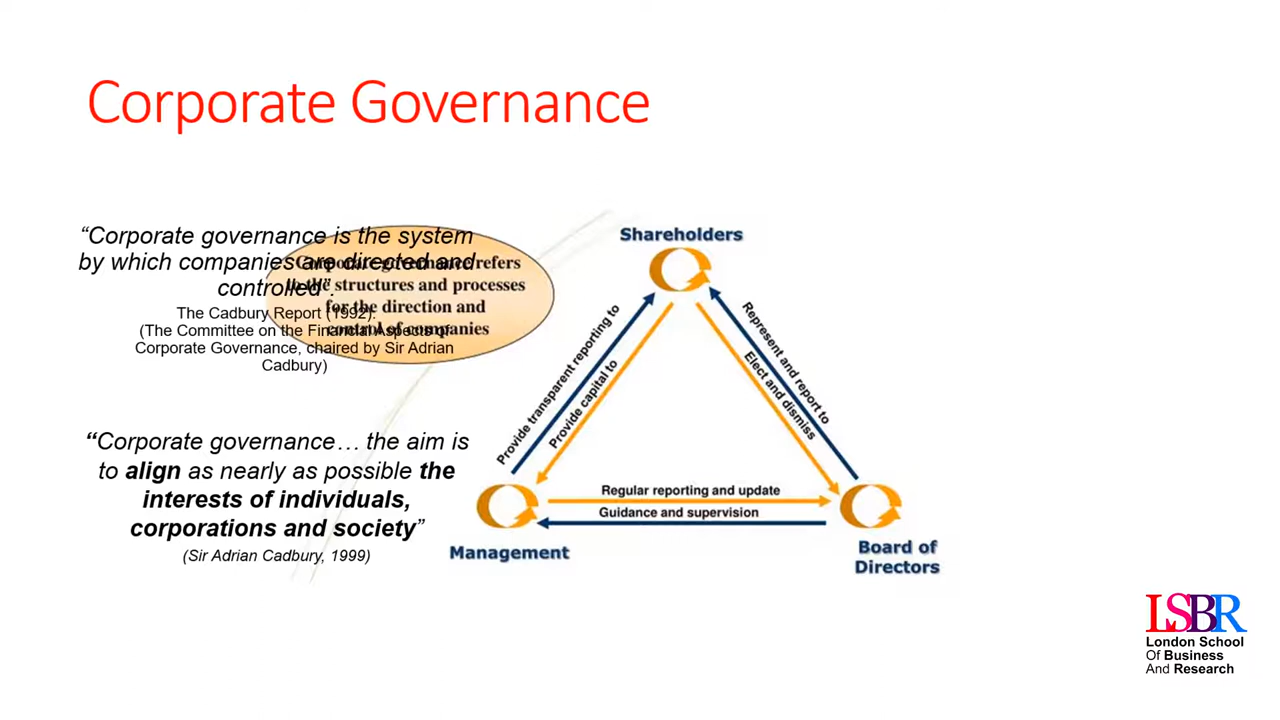 Corporate Governance
“Corporate governance is the system
by which companies are directed and
controlled”.
The Cadbury Report (1992).
(The Committee on the Financial Aspects of
Corporate Governance, chaired by Sir Adrian
Cadbury)
Corporate governance refers
to the structures and processes
for the direction and
control of companies
“Corporate governance… the aim is
to align as nearly as possible the
interests of individuals,
corporations and society”
(Sir Adrian Cadbury, 1999)
Shareholders
Provide transparent reporting to
Provide capital to
Represent and report to
Elect and dismiss
Regular reporting and update
Guidance and supervision
Management
Board of
Directors
LSBR
London School
Of Business
And Research